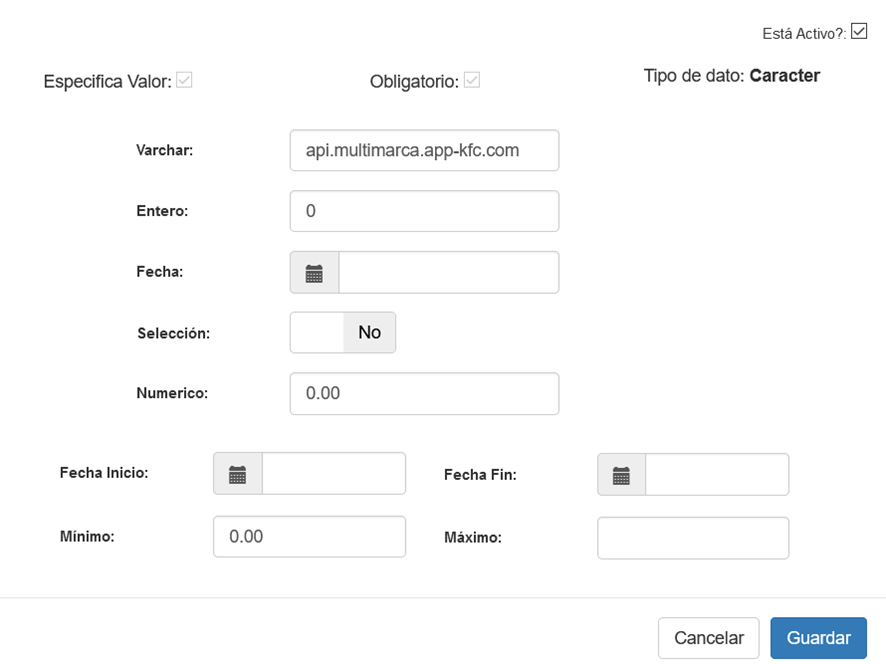 Está Activo?:
Especifica Valor: Obligatorio: Tipo de dato: Caracter
Varchar: api.multimarca.app-kfc.com
Entero: 0
Fecha:
Selección: No
Numerico: 0.00
Fecha Inicio: Fecha Fin:
Mínimo: 0.00 Máximo:
Cancelar Guardar